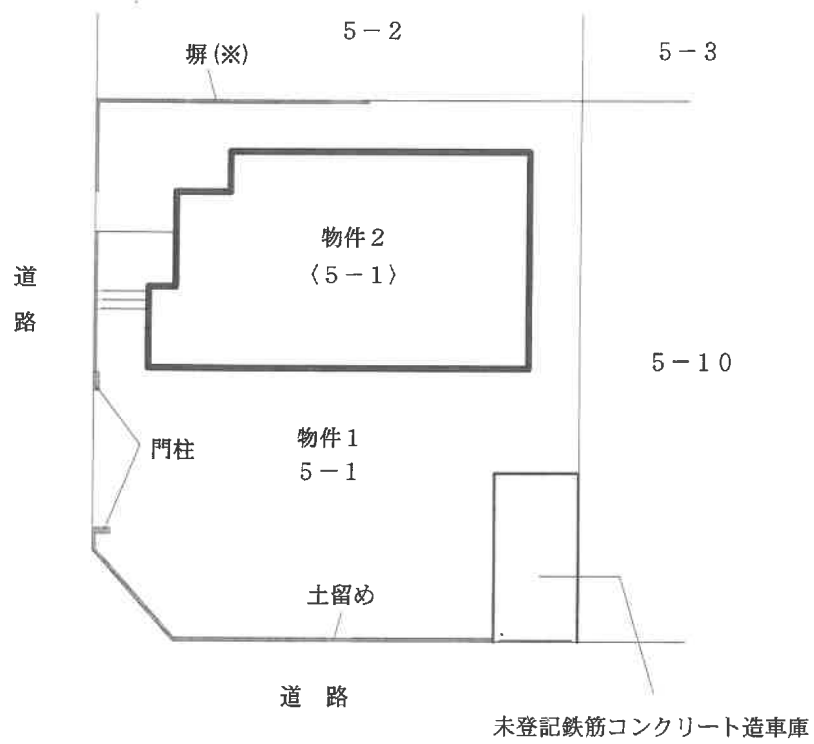 5-2
塀(※)
5-3
物件2
〈5-1〉
道路
5-10
物件1
5-1
門柱
土留め
道 路
未登記鉄筋コンクリート造車庫